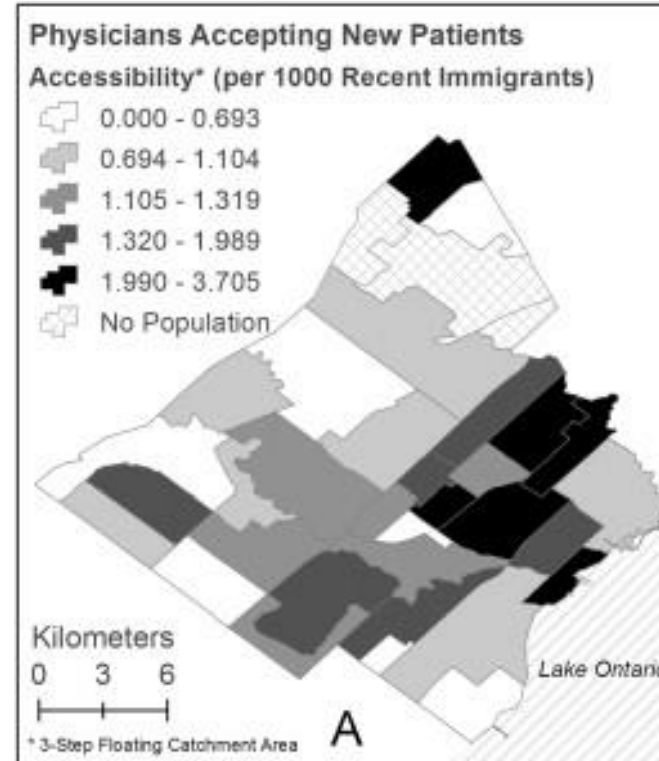 Physicians Accepting New Patients
Accessibility* (per 1000 Recent Immigrants)
0.000 - 0.693
0.694 - 1.104
1.105 - 1.319
1.320 - 1.989
1.990 - 3.705
No Population
Kilometers
0 3 6
Lake Ontario
* 3-Step Floating Catchment Area
A